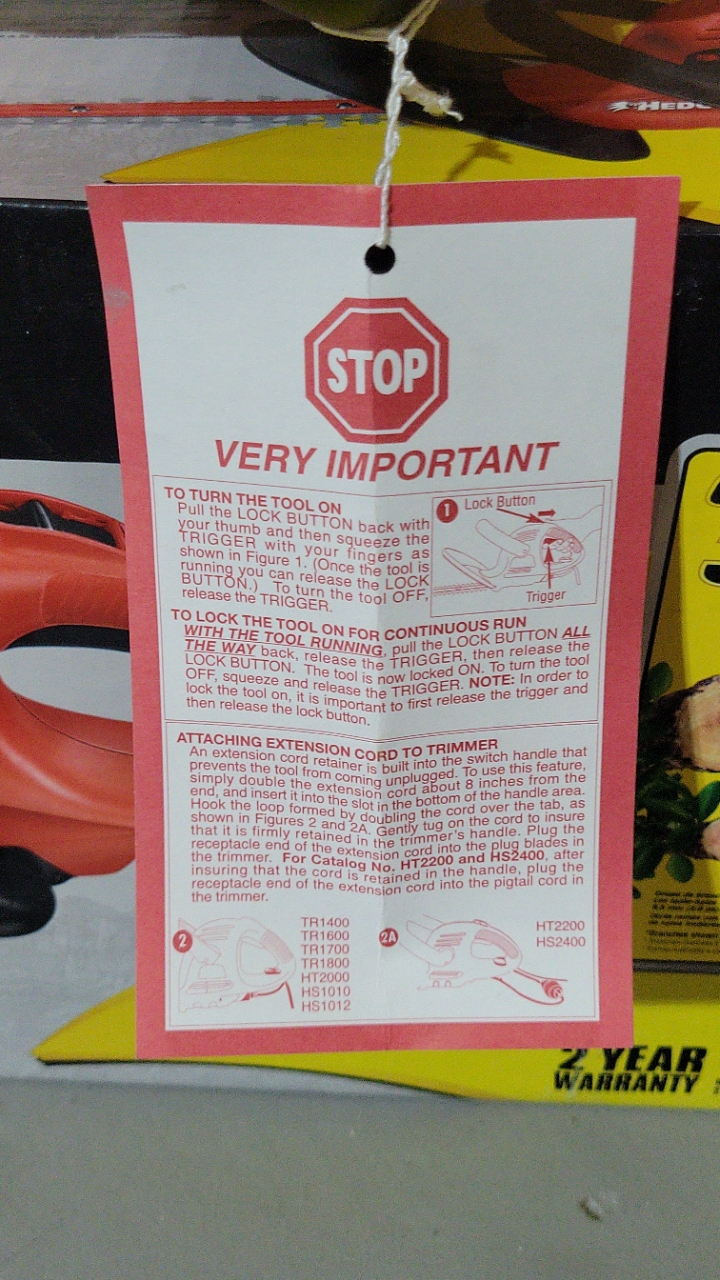 HEDG
STOP
VERY IMPORTANT
TO TURN THE TOOL ON
Pull the LOCK BUTTON back with
your thumb and then squeeze the
TRIGGER with your fingers as
shown in Figure 1. (Once the tool is
running you can release the LOCK
BUTTON.) To turn the tool OFF,
release the TRIGGER.
1 Lock Button
Trigger
TO LOCK THE TOOL ON FOR CONTINUOUS RUN
WITH THE TOOL RUNNING, pull the LOCK BUTTON ALL
THE WAY back, release the TRIGGER, then release the
LOCK BUTTON. The tool is now locked ON. To turn the tool
OFF, squeeze and release the TRIGGER. NOTE: In order to
lock the tool on, it is important to first release the trigger and
then release the lock button.
ATTACHING EXTENSION CORD TO TRIMMER
An extension cord retainer is built into the switch handle that
prevents the tool from coming unplugged. To use this feature,
simply double the extension cord about 8 inches from the
end, and insert it into the slot in the bottom of the handle area.
Hook the loop formed by doubling the cord over the tab, as
shown in Figures 2 and 2A. Gently tug on the cord to insure
that it is firmly retained in the trimmer's handle. Plug the
receptacle end of the extension cord into the plug blades in
the trimmer. For Catalog No. HT2200 and HS2400, after
insuring that the cord is retained in the handle, plug the
receptacle end of the extension cord into the pigtail cord in
the trimmer.
2
TR1400
TR1600
TR1700
TR1800
HT2000
HS1010
HS1012
2A
HT2200
HS2400
2 YEAR
WARRANTY